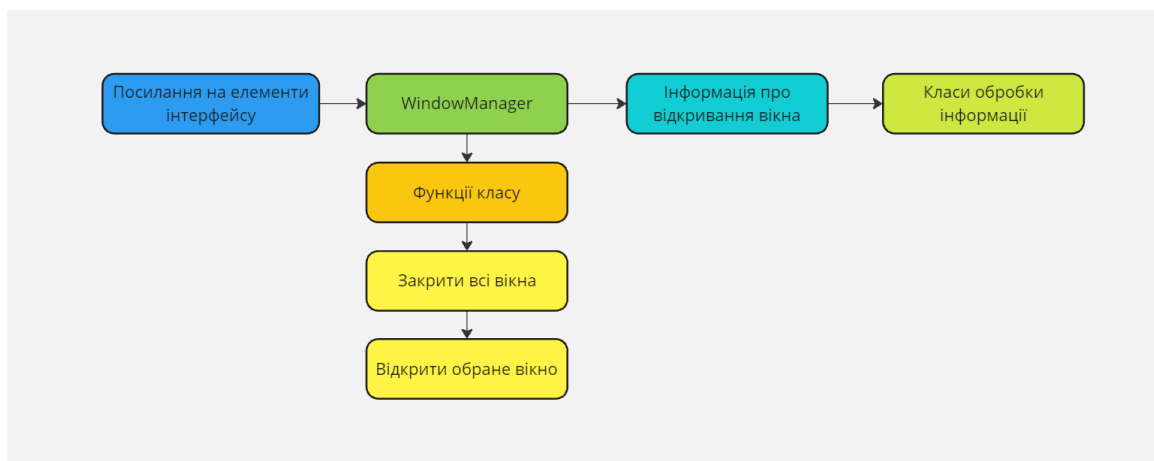 Посилання на елементи
інтерфейсу
WindowManager
Інформація про
відкривання вікна
Класи обробки
інформації
Функції класу
Закрити всі вікна
Відкрити обране вікно